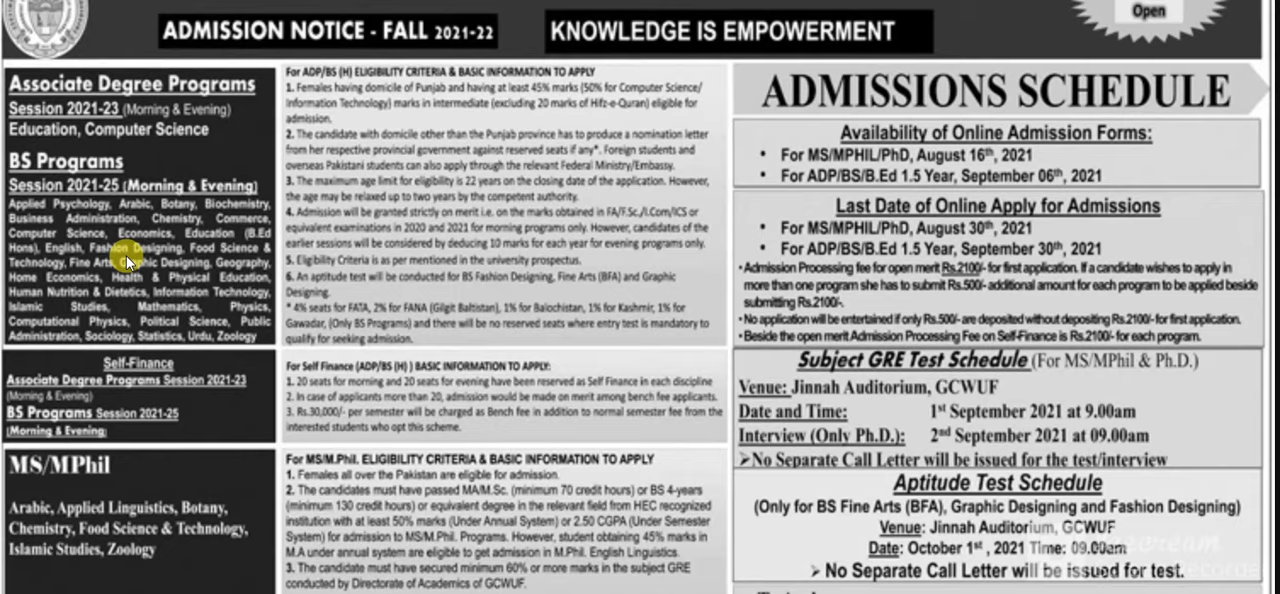 Open
ADMISSION NOTICE - FALL 2021-22
KNOWLEDGE IS EMPOWERMENT
Associate Degree Programs
Session 2021-23 (Morning & Evening)
Education, Computer Science
BS Programs
Session 2021-25 (Morning & Evening)
Applied Psychology, Arabic, Botany, Biochemistry,
Business Administration, Chemistry, Commerce,
Computer Science, Economics, Education (B.Ed
Hons), English, Fashion Designing, Food Science &
Technology, Fine Arts, Graphic Designing, Geography,
Home Economics, Health & Physical Education,
Human Nutrition & Dietetics, Information Technology,
Islamic Studies, Mathematics, Physics,
Computational Physics, Political Science, Public
Administration, Sociology, Statistics, Urdu, Zoology
Self-Finance
Associate Degree Programs Session 2021-23
(Morning & Evening)
BS Programs Session 2021-25
(Morning & Evening)
MS/MPhil
Arabic, Applied Linguistics, Botany,
Chemistry, Food Science & Technology,
Islamic Studies, Zoology
For ADP/BS (H) ELIGIBILITY CRITERIA & BASIC INFORMATION TO APPLY
1. Females having domicile of Punjab and having at least 45% marks (50% for Computer Science/
Information Technology) marks in intermediate (excluding 20 marks of Hifz-e-Quran) eligible for
admission.
2. The candidate with domicile other than the Punjab province has to produce a nomination letter
from her respective provincial government against reserved seats if any*. Foreign students and
overseas Pakistani students can also apply through the relevant Federal Ministry/Embassy.
3. The maximum age limit for eligibility is 22 years on the closing date of the application. However,
the age may be relaxed up to two years by the competent authority.
4. Admission will be granted strictly on merit i.e. on the marks obtained in FA/F.Sc./I.Com/ICS or
equivalent examinations in 2020 and 2021 for morning programs only. However, candidates of the
earlier sessions will be considered by deducing 10 marks for each year for evening programs only.
5. Eligibility Criteria is as per mentioned in the university prospectus.
6. An aptitude test will be conducted for BS Fashion Designing, Fine Arts (BFA) and Graphic
Designing.
* 4% seats for FATA, 2% for FANA (Gilgit Baltistan), 1% for Balochistan, 1% for Kashmir, 1% for
Gawadar, (Only BS Programs) and there will be no reserved seats where entry test is mandatory to
qualify for seeking admission.
For Self Finance (ADP/BS (H) ) BASIC INFORMATION TO APPLY:
1. 20 seats for morning and 20 seats for evening have been reserved as Self Finance in each discipline
2. In case of applicants more than 20, admission would be made on merit among bench fee applicants.
3. Rs.30,000/- per semester will be charged as Bench fee in addition to normal semester fee from the
interested students who opt this scheme.
For MS/M.Phil. ELIGIBILITY CRITERIA & BASIC INFORMATION TO APPLY
1. Females all over the Pakistan are eligible for admission.
2. The candidates must have passed MA/M.Sc. (minimum 70 credit hours) or BS 4-years
(minimum 130 credit hours) or equivalent degree in the relevant field from HEC recognized
institution with at least 50% marks (Under Annual System) or 2.50 CGPA (Under Semester
System) for admission to MS/M.Phil. Programs. However, student obtaining 45% marks in
M.A under annual system are eligible to get admission in M.Phil. English Linguistics.
3. The candidate must have secured minimum 60% or more marks in the subject GRE
conducted by Directorate of Academics of GCWUF.
ADMISSIONS SCHEDULE
Availability of Online Admission Forms:
• For MS/MPHIL/PhD, August 16th, 2021
• For ADP/BS/B.Ed 1.5 Year, September 06th, 2021
Last Date of Online Apply for Admissions
• For MS/MPHIL/PhD, August 30th, 2021
• For ADP/BS/B.Ed 1.5 Year, September 30th, 2021
• Admission Processing fee for open merit Rs.2100/- for first application. If a candidate wishes to apply in
more than one program she has to submit Rs.500/- additional amount for each program to be applied beside
submitting Rs.2100/-.
• No application will be entertained if only Rs.500/- are deposited without depositing Rs.2100/- for first application.
• Beside the open merit Admission Processing Fee on Self-Finance is Rs.2100/- for each program.
Subject GRE Test Schedule (For MS/MPhil & Ph.D.)
Venue: Jinnah Auditorium, GCWUF
Date and Time: 1st September 2021 at 9.00am
Interview (Only Ph.D.): 2nd September 2021 at 09.00am
➢No Separate Call Letter will be issued for the test/interview
Aptitude Test Schedule
(Only for BS Fine Arts (BFA), Graphic Designing and Fashion Designing)
Venue: Jinnah Auditorium, GCWUF
Date: October 1st , 2021 Time: 09.00am
➢ No Separate Call Letter will be issued for test.